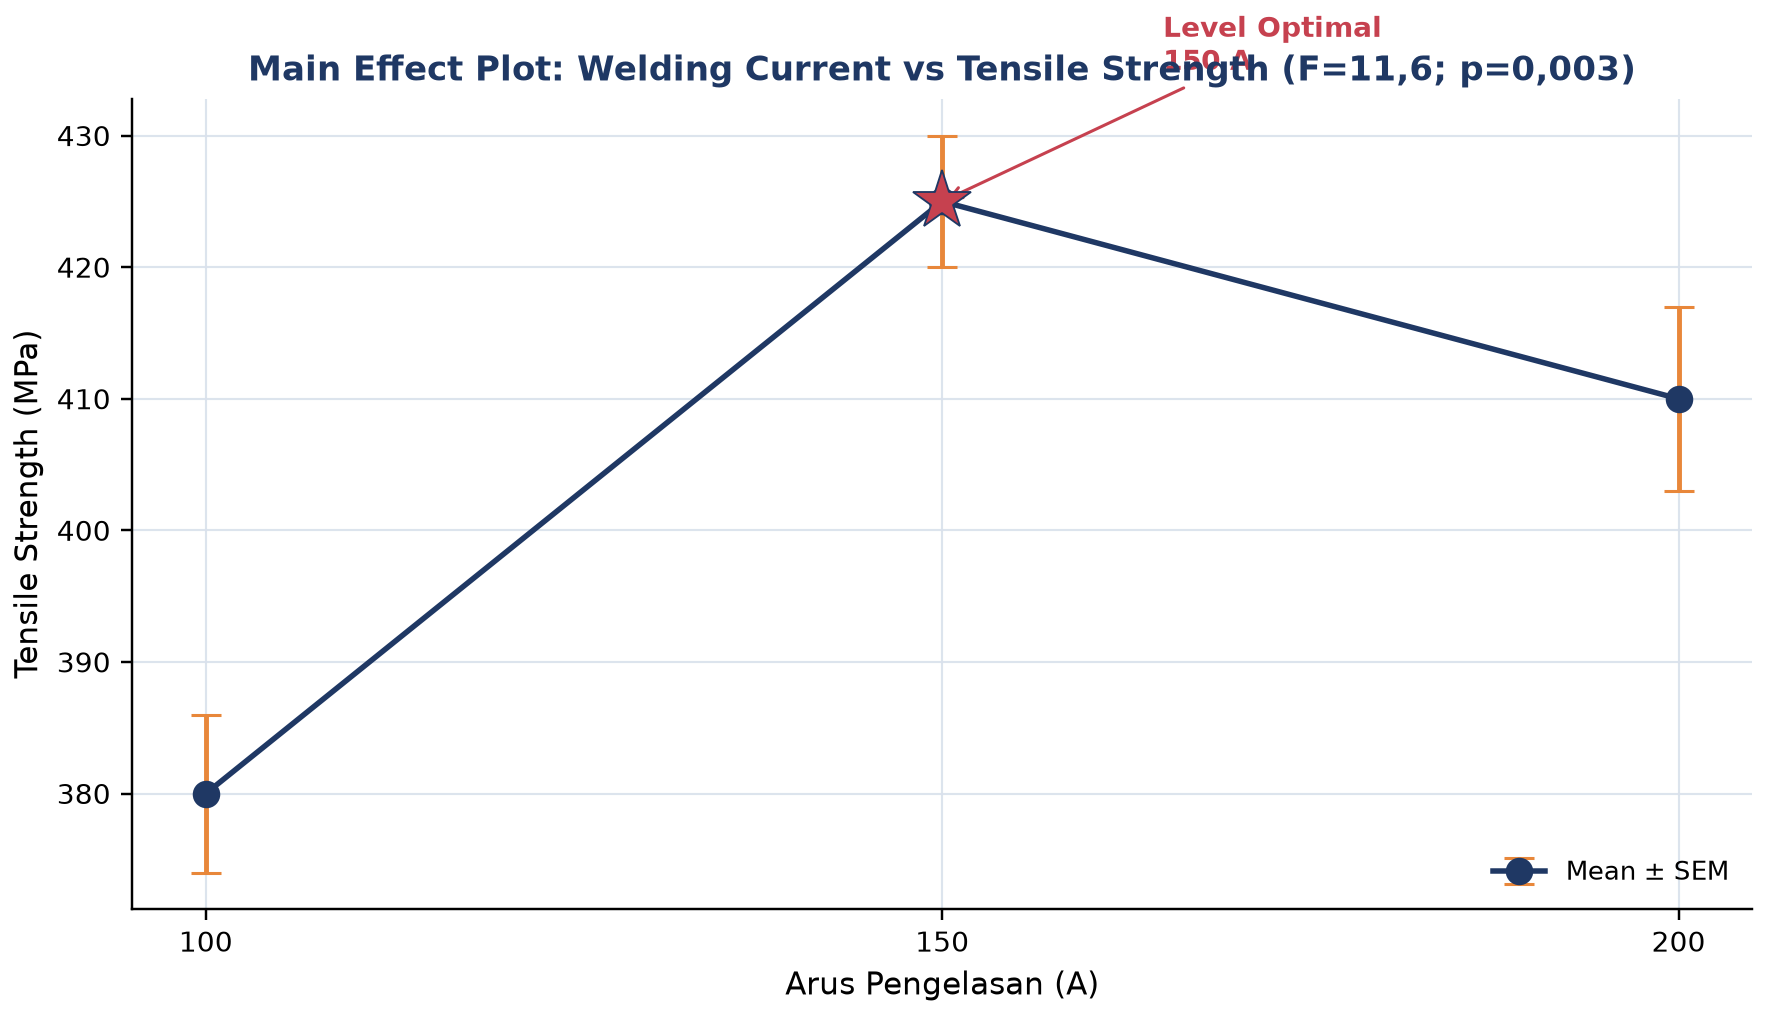 Level Optimal
150 A
Main Effect Plot: Welding Current vs Tensile Strength (F=11,6; p=0,003)
Tensile Strength (MPa)
430
420
410
400
390
380
Mean ± SEM
100
150
200
Arus Pengelasan (A)